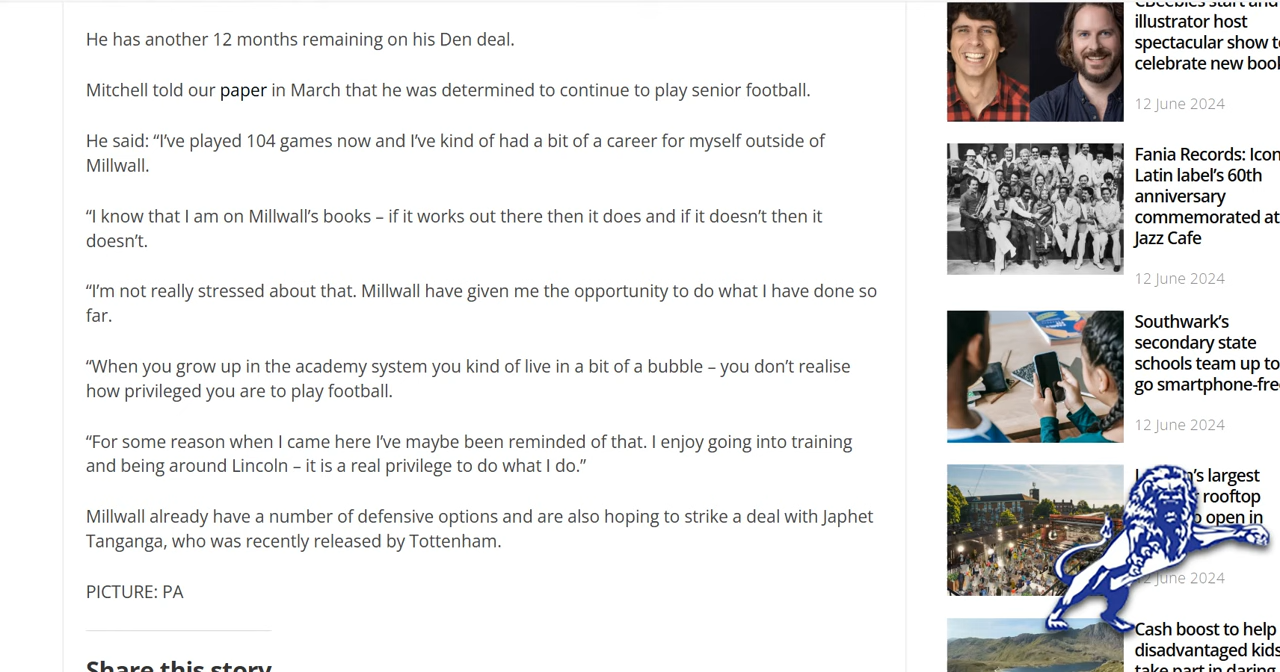 He has another 12 months remaining on his Den deal.
Mitchell told our paper in March that he was determined to continue to play senior football.
He said: “I’ve played 104 games now and I’ve kind of had a bit of a career for myself outside of
Millwall.
“I know that I am on Millwall’s books – if it works out there then it does and if it doesn’t then it
doesn’t.
“I’m not really stressed about that. Millwall have given me the opportunity to do what I have done so
far.
“When you grow up in the academy system you kind of live in a bit of a bubble – you don’t realise
how privileged you are to play football.
“For some reason when I came here I’ve maybe been reminded of that. I enjoy going into training
and being around Lincoln – it is a real privilege to do what I do.”
Millwall already have a number of defensive options and are also hoping to strike a deal with Japhet
Tanganga, who was recently released by Tottenham.
PICTURE: PA
Share this story
CBeebies start and
illustrator host
spectacular show to
celebrate new book
12 June 2024
Fania Records: Icon
Latin label’s 60th
anniversary
commemorated at
Jazz Cafe
12 June 2024
Southwark’s
secondary state
schools team up to
go smartphone-fre
12 June 2024
largest
rooftop
open in
June 2024
Cash boost to help
disadvantaged kids
take part in daring